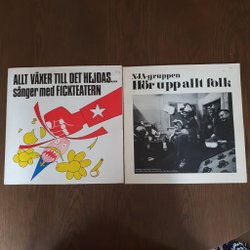 ALLT VÄXER TILL DET HEJDAS...
sånger med FICKTEATERN
NJA-gruppen
Hör upp allt folk